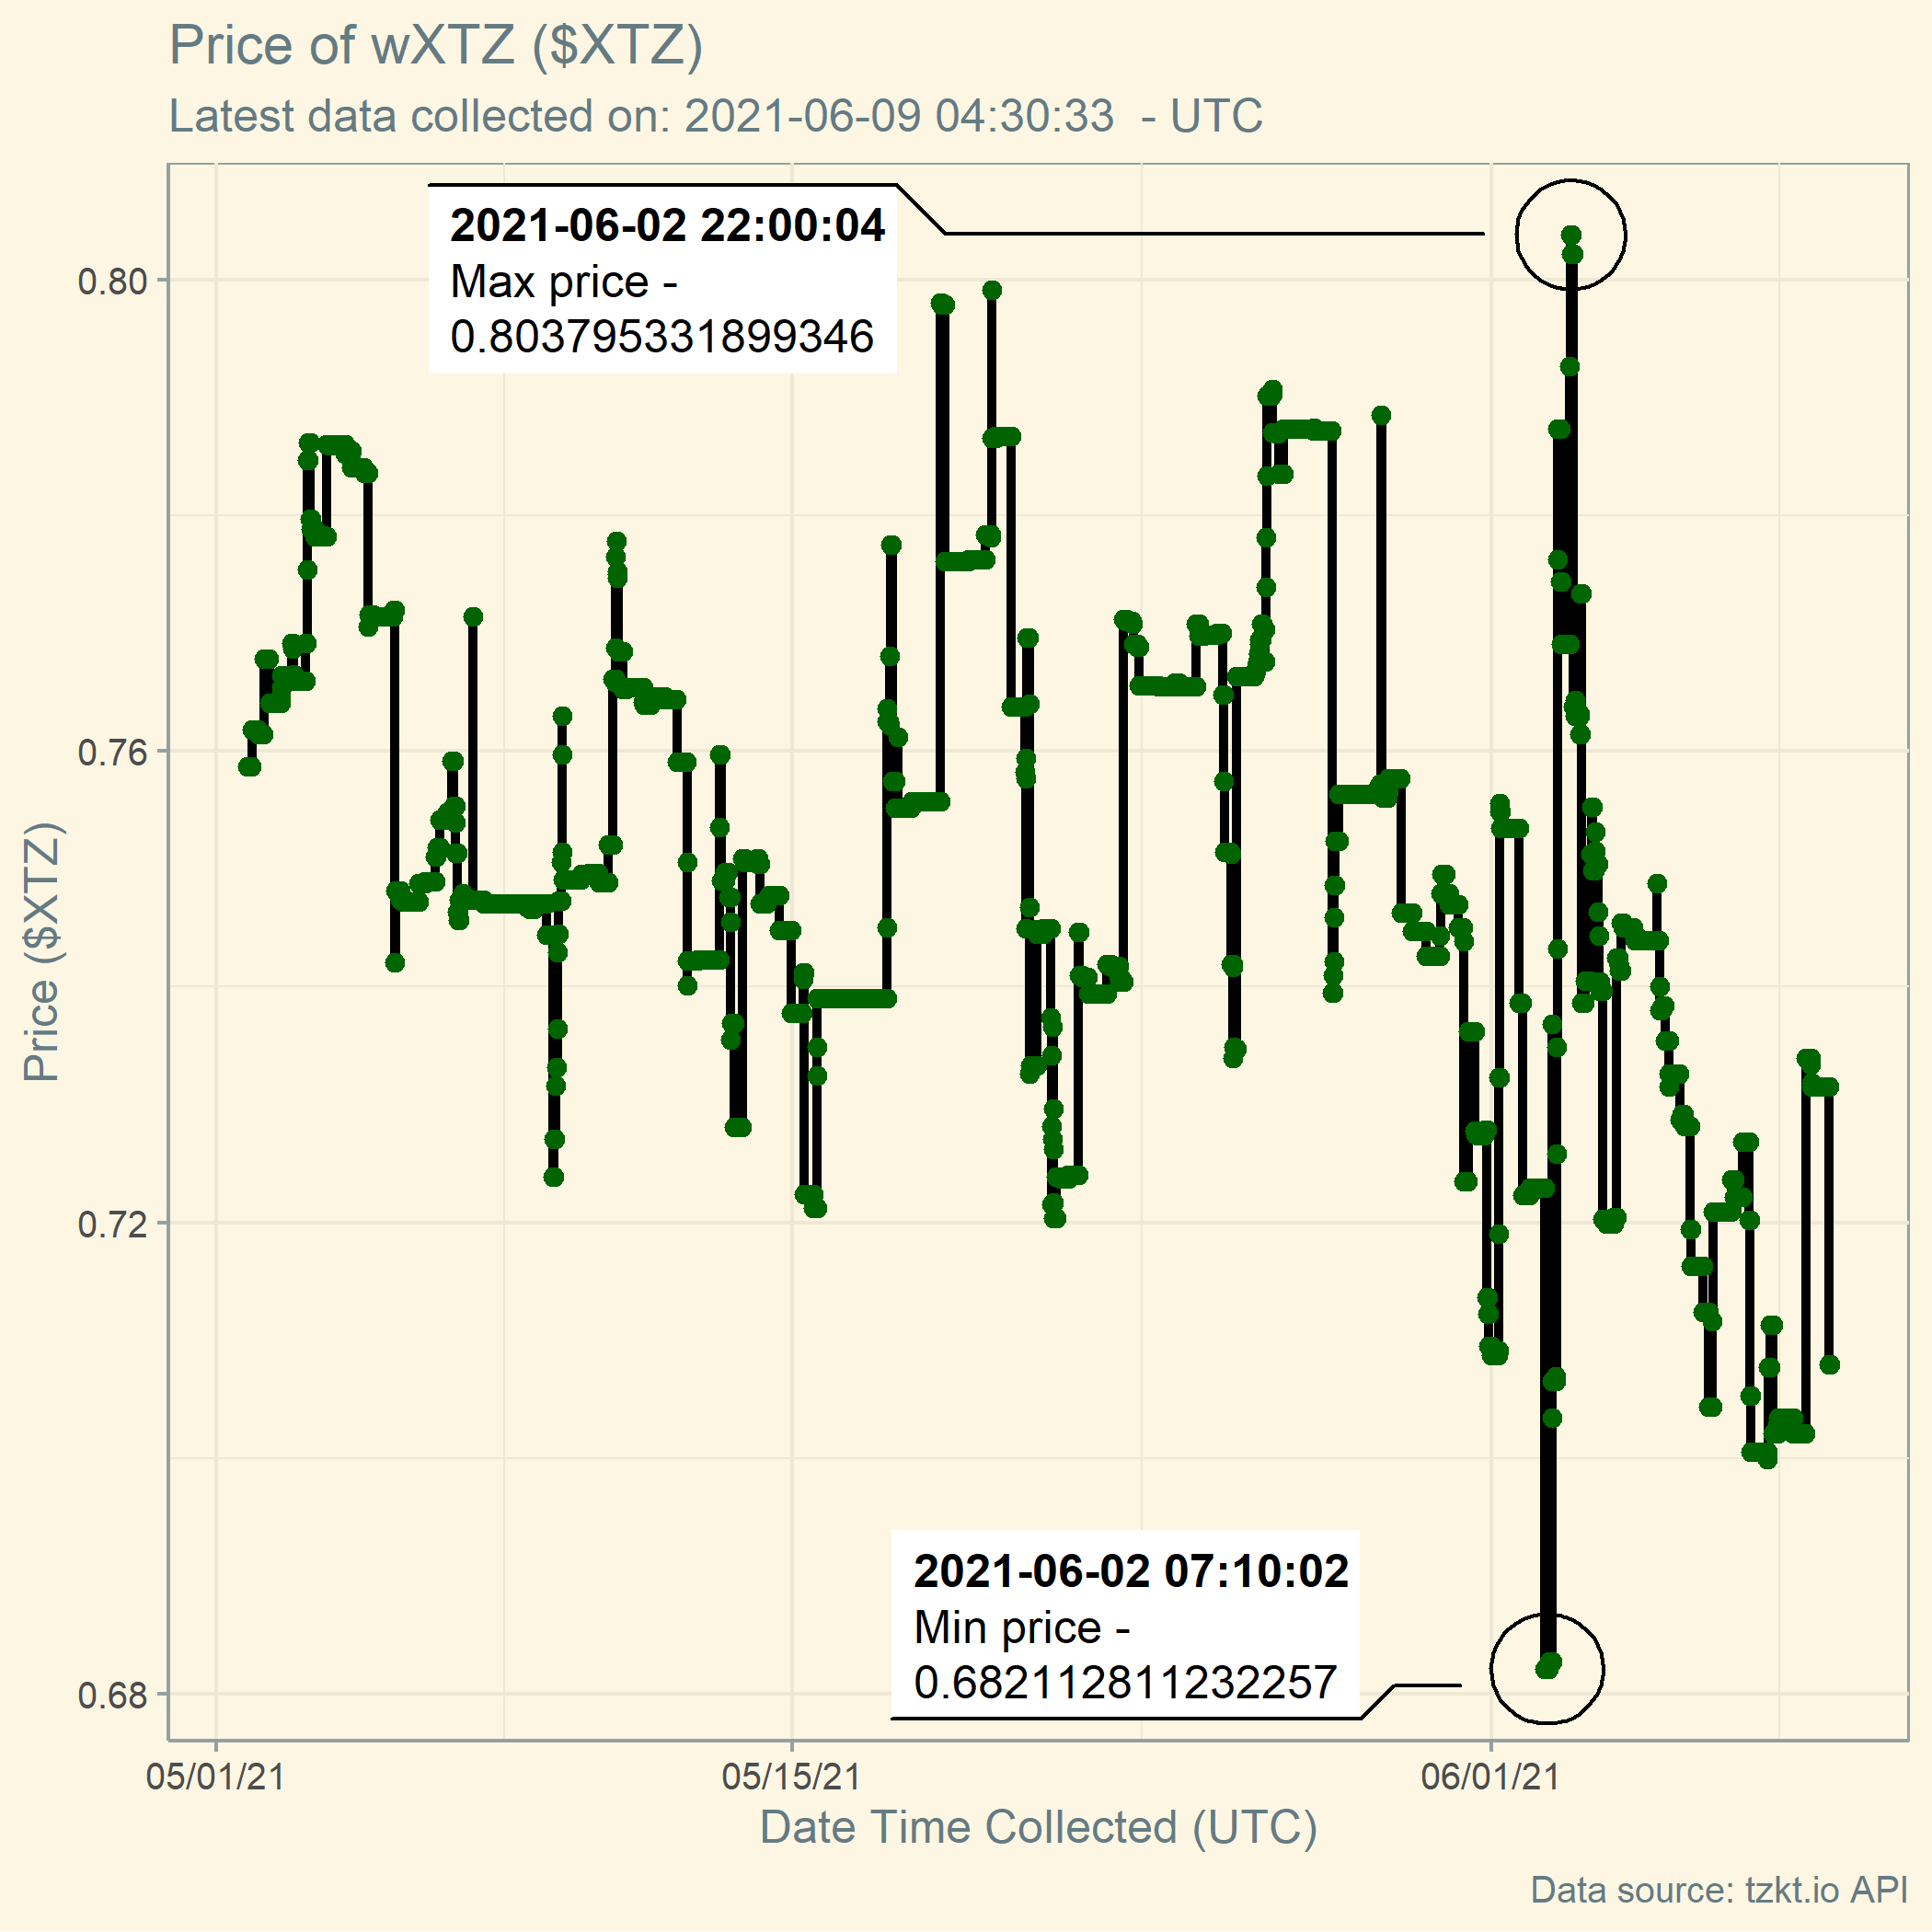 Price of wXTZ ($XTZ)
Latest data collected on: 2021-06-09 04:30:33  - UTC
2021-06-02 22:00:04
Max price -
0.803795331899346
0.80
0.76
0.72
0.68
Price ($XTZ)
2021-06-02 07:10:02
Min price -
0.682112811232257
05/01/21
05/15/21
06/01/21
Date Time Collected (UTC)
Data source: tzkt.io API